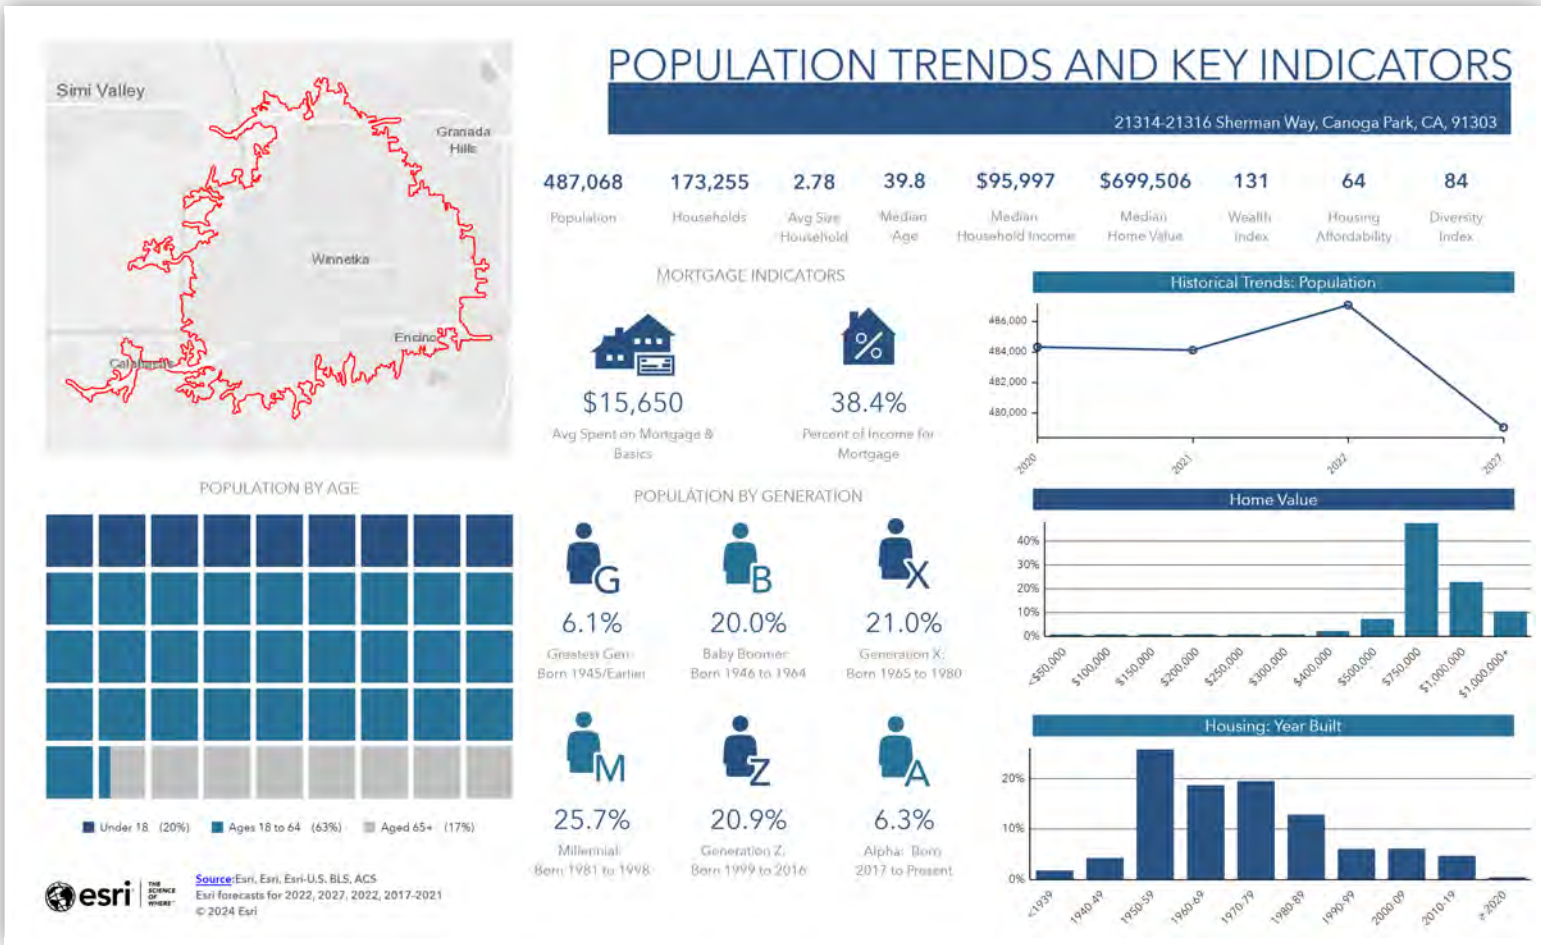 POPULATION TRENDS AND KEY INDICATORS
21314-21316 Sherman Way, Canoga Park, CA, 91303
Simi Valley
Granada
Hills
Winnetka
Encino
Calabasas
487,068
Population
173,255
Households
2.78
Avg Size
Household
39.8
Median
Age
$95,997
Median
Household Income
$699,506
Median
Home Value
131
Wealth
Index
64
Housing
Affordability
84
Diversity
Index
MORTGAGE INDICATORS
$15,650
Avg Spent on Mortgage &
Basics
%
38.4%
Percent of Income for
Mortgage
Historical Trends: Population
486,000
484,000
482,000
480,000
2020
2021
2022
2027
POPULATION BY AGE
Under 18 (20%)
Ages 18 to 64 (63%)
Aged 65+ (17%)
POPULATION BY GENERATION
G
6.1%
Greatest Gen:
Born 1945/Earlier
B
20.0%
Baby Boomer:
Born 1946 to 1964
X
21.0%
Generation X:
Born 1965 to 1980
M
25.7%
Millennial:
Born 1981 to 1998
Z
20.9%
Generation Z:
Born 1999 to 2016
A
6.3%
Alpha: Born
2017 to Present
Home Value
40%
30%
20%
10%
0%
<$50,000
$100,000
$150,000
$200,000
$250,000
$300,000
$400,000
$500,000
$750,000
$1,000,000
$1,000,000+
Housing: Year Built
20%
10%
0%
<1939
1940-49
1950-59
1960-69
1970-79
1980-89
1990-99
2000-09
2010-19
≥2020
esri
THE
SCIENCE
OF
WHERE™
Source:Esri, Esri, Esri-U.S. BLS, ACS
Esri forecasts for 2022, 2027, 2022, 2017-2021
© 2024 Esri